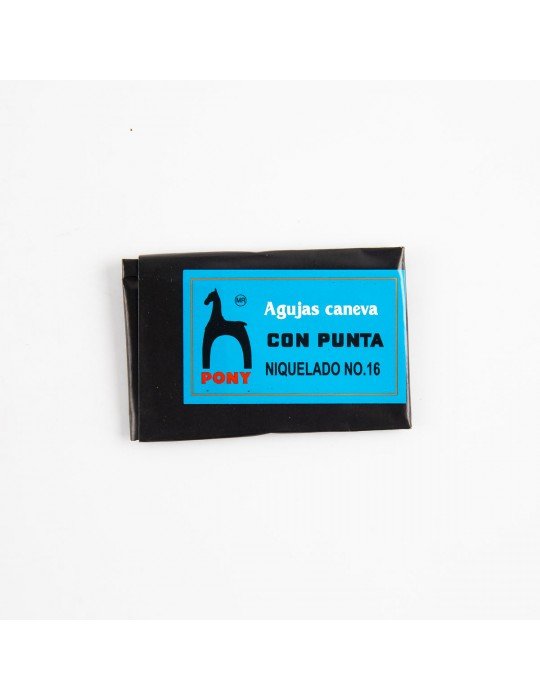 MR
Agujas caneva
CON PUNTA
PONY
NIQUELADO NO.16